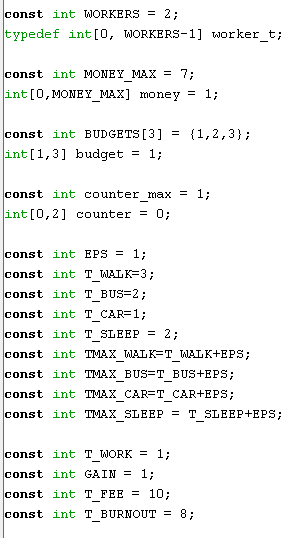 const int WORKERS = 2;
typedef int[0, WORKERS-1] worker_t;
const int MONEY_MAX = 7;
int[0,MONEY_MAX] money = 1;
const int BUDGETS[3] = {1,2,3};
int[1,3] budget = 1;
const int counter_max = 1;
int[0,2] counter = 0;
const int EPS = 1;
const int T_WALK=3;
const int T_BUS=2;
const int T_CAR=1;
const int T_SLEEP = 2;
const int TMAX_WALK=T_WALK+EPS;
const int TMAX_BUS=T_BUS+EPS;
const int TMAX_CAR=T_CAR+EPS;
const int TMAX_SLEEP = T_SLEEP+EPS;
const int T_WORK = 1;
const int GAIN = 1;
const int T_FEE = 10;
const int T_BURNOUT = 8;